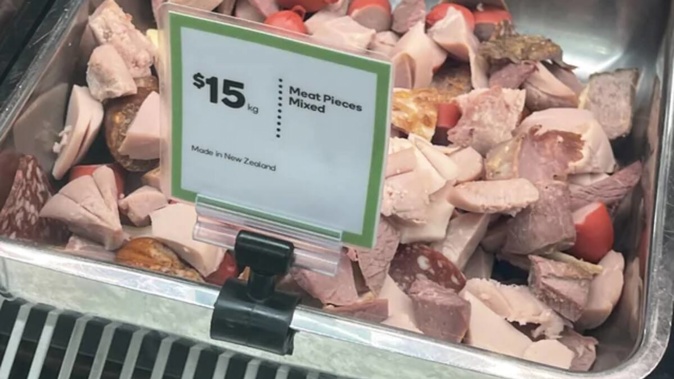 $15 kg
Meat Pieces
Mixed
Made in New Zealand